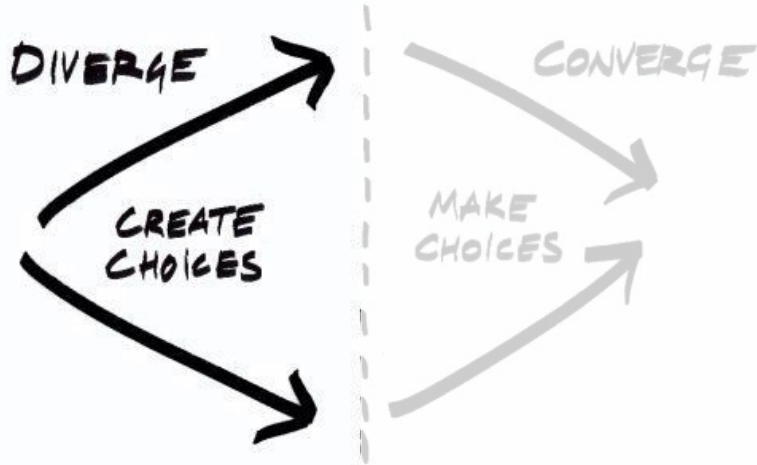 DIVERGE
CREATE
CHOICES
CONVERGE
MAKE
CHOICES